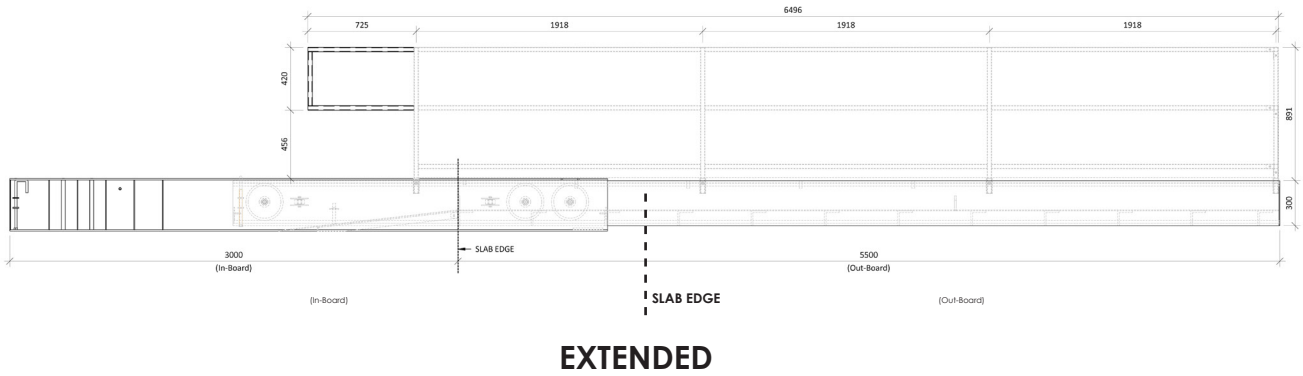 6496
725
1918
1918
1918
420
456
891
300
SLAB EDGE
3000
(In-Board)
5500
(Out-Board)
(In-Board)
SLAB EDGE
(Out-Board)
EXTENDED